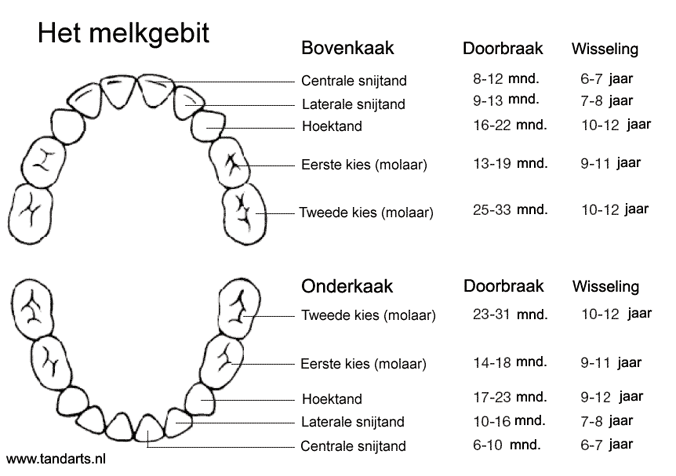 Het melkgebit
Bovenkaak Doorbraak Wisseling
Centrale snijtand 8-12 mnd. 6-7 jaar
Laterale snijtand 9-13 mnd. 7-8 jaar
Hoektand 16-22 mnd. 10-12 jaar
Eerste kies (molaar) 13-19 mnd. 9-11 jaar
Tweede kies (molaar) 25-33 mnd. 10-12 jaar
Onderkaak Doorbraak Wisseling
Tweede kies (molaar) 23-31 mnd. 10-12 jaar
Eerste kies (molaar) 14-18 mnd. 9-11 jaar
Hoektand 17-23 mnd. 9-12 jaar
Laterale snijtand 10-16 mnd. 7-8 jaar
Centrale snijtand 6-10 mnd. 6-7 jaar
www.tandarts.nl